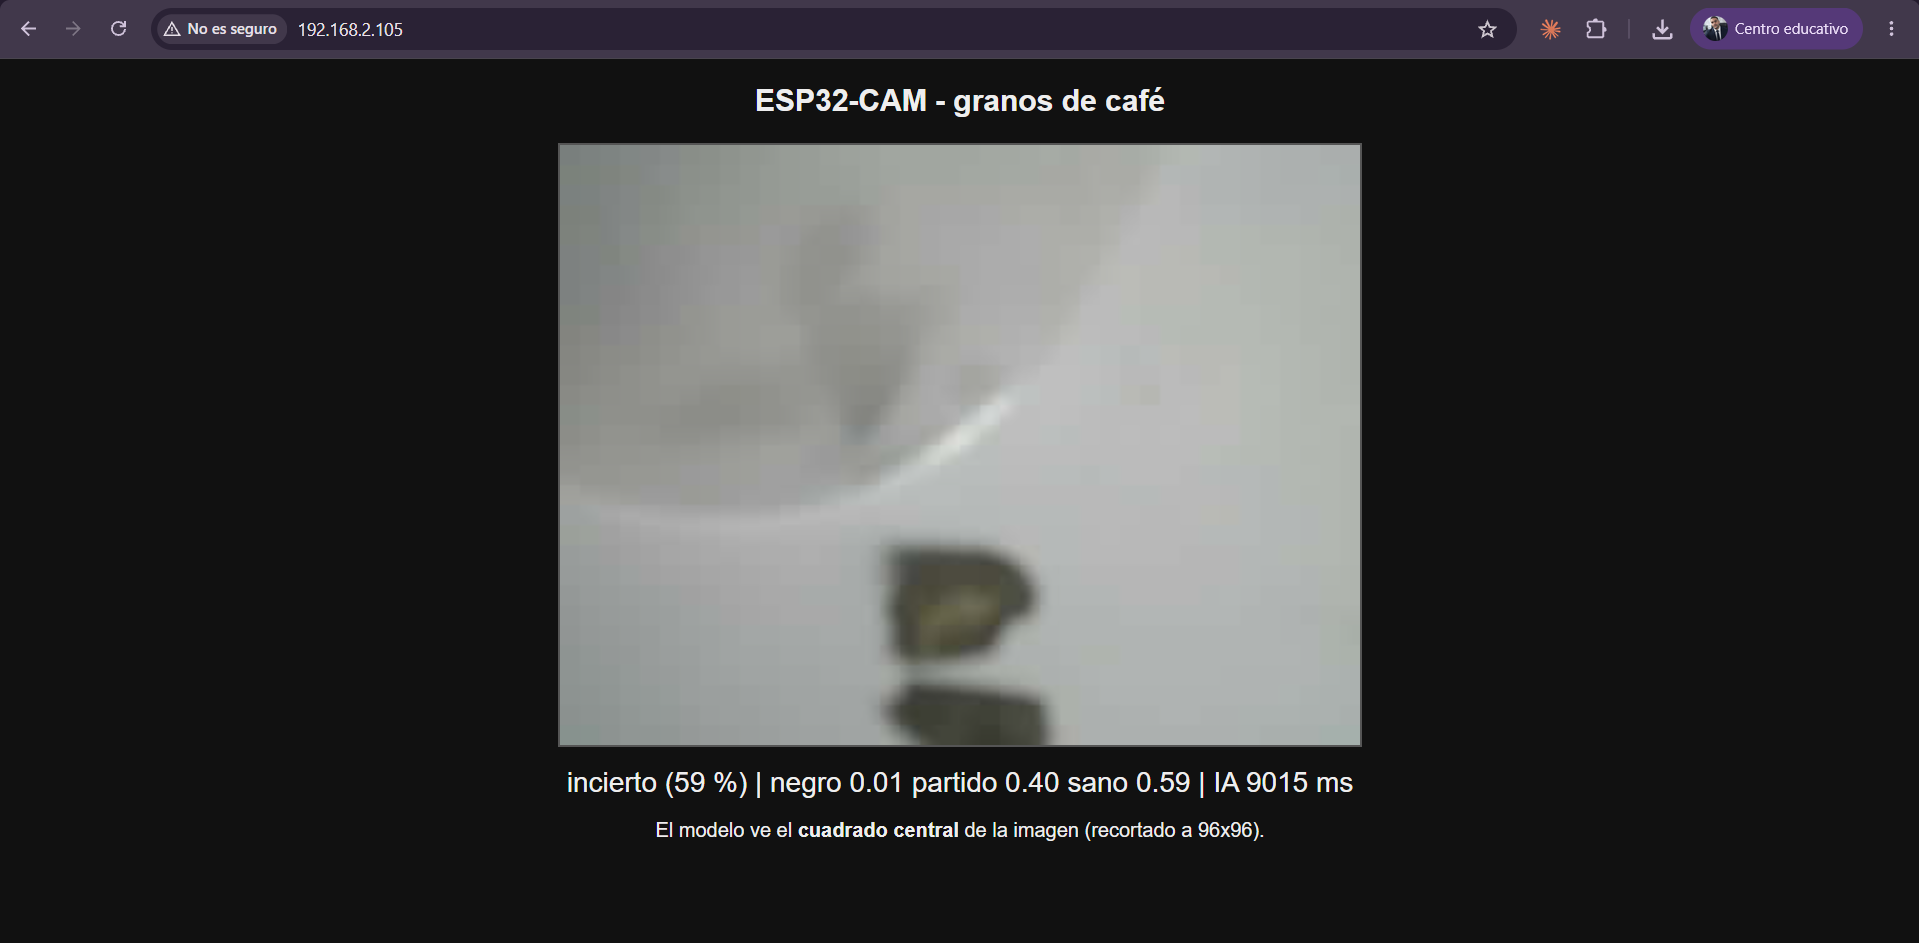 No es seguro
192.168.2.105
Centro educativo
ESP32-CAM - granos de café
incierto (59 %) | negro 0.01 partido 0.40 sano 0.59 | IA 9015 ms
El modelo ve el cuadrado central de la imagen (recortado a 96x96).